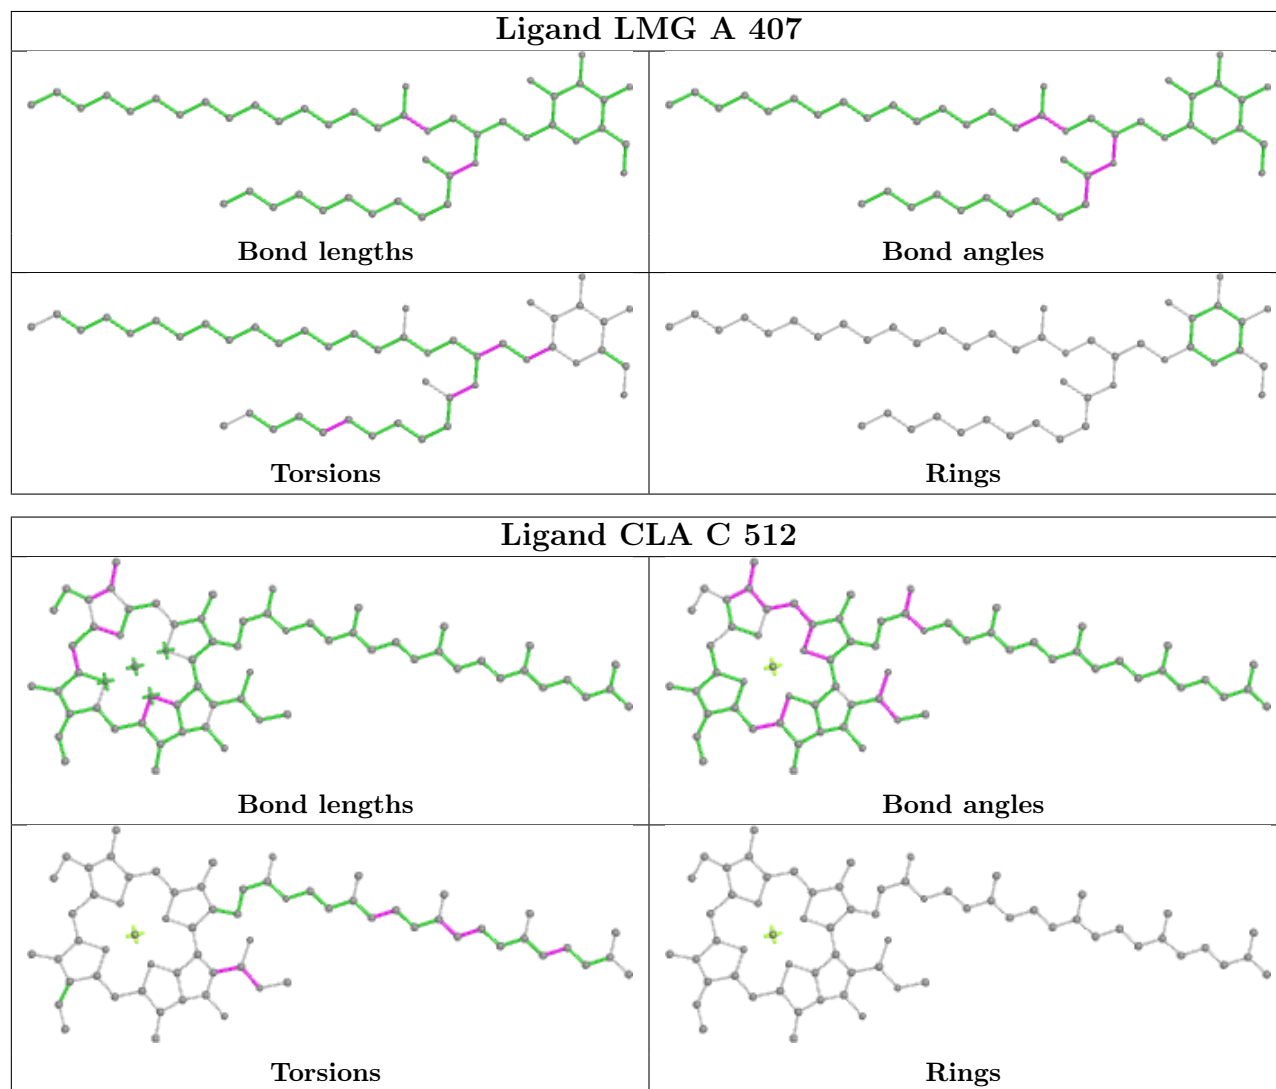 Ligand LMG A 407
Bond lengths
Bond angles
Torsions
Rings
Ligand CLA C 512
Bond lengths
Bond angles
Torsions
Rings